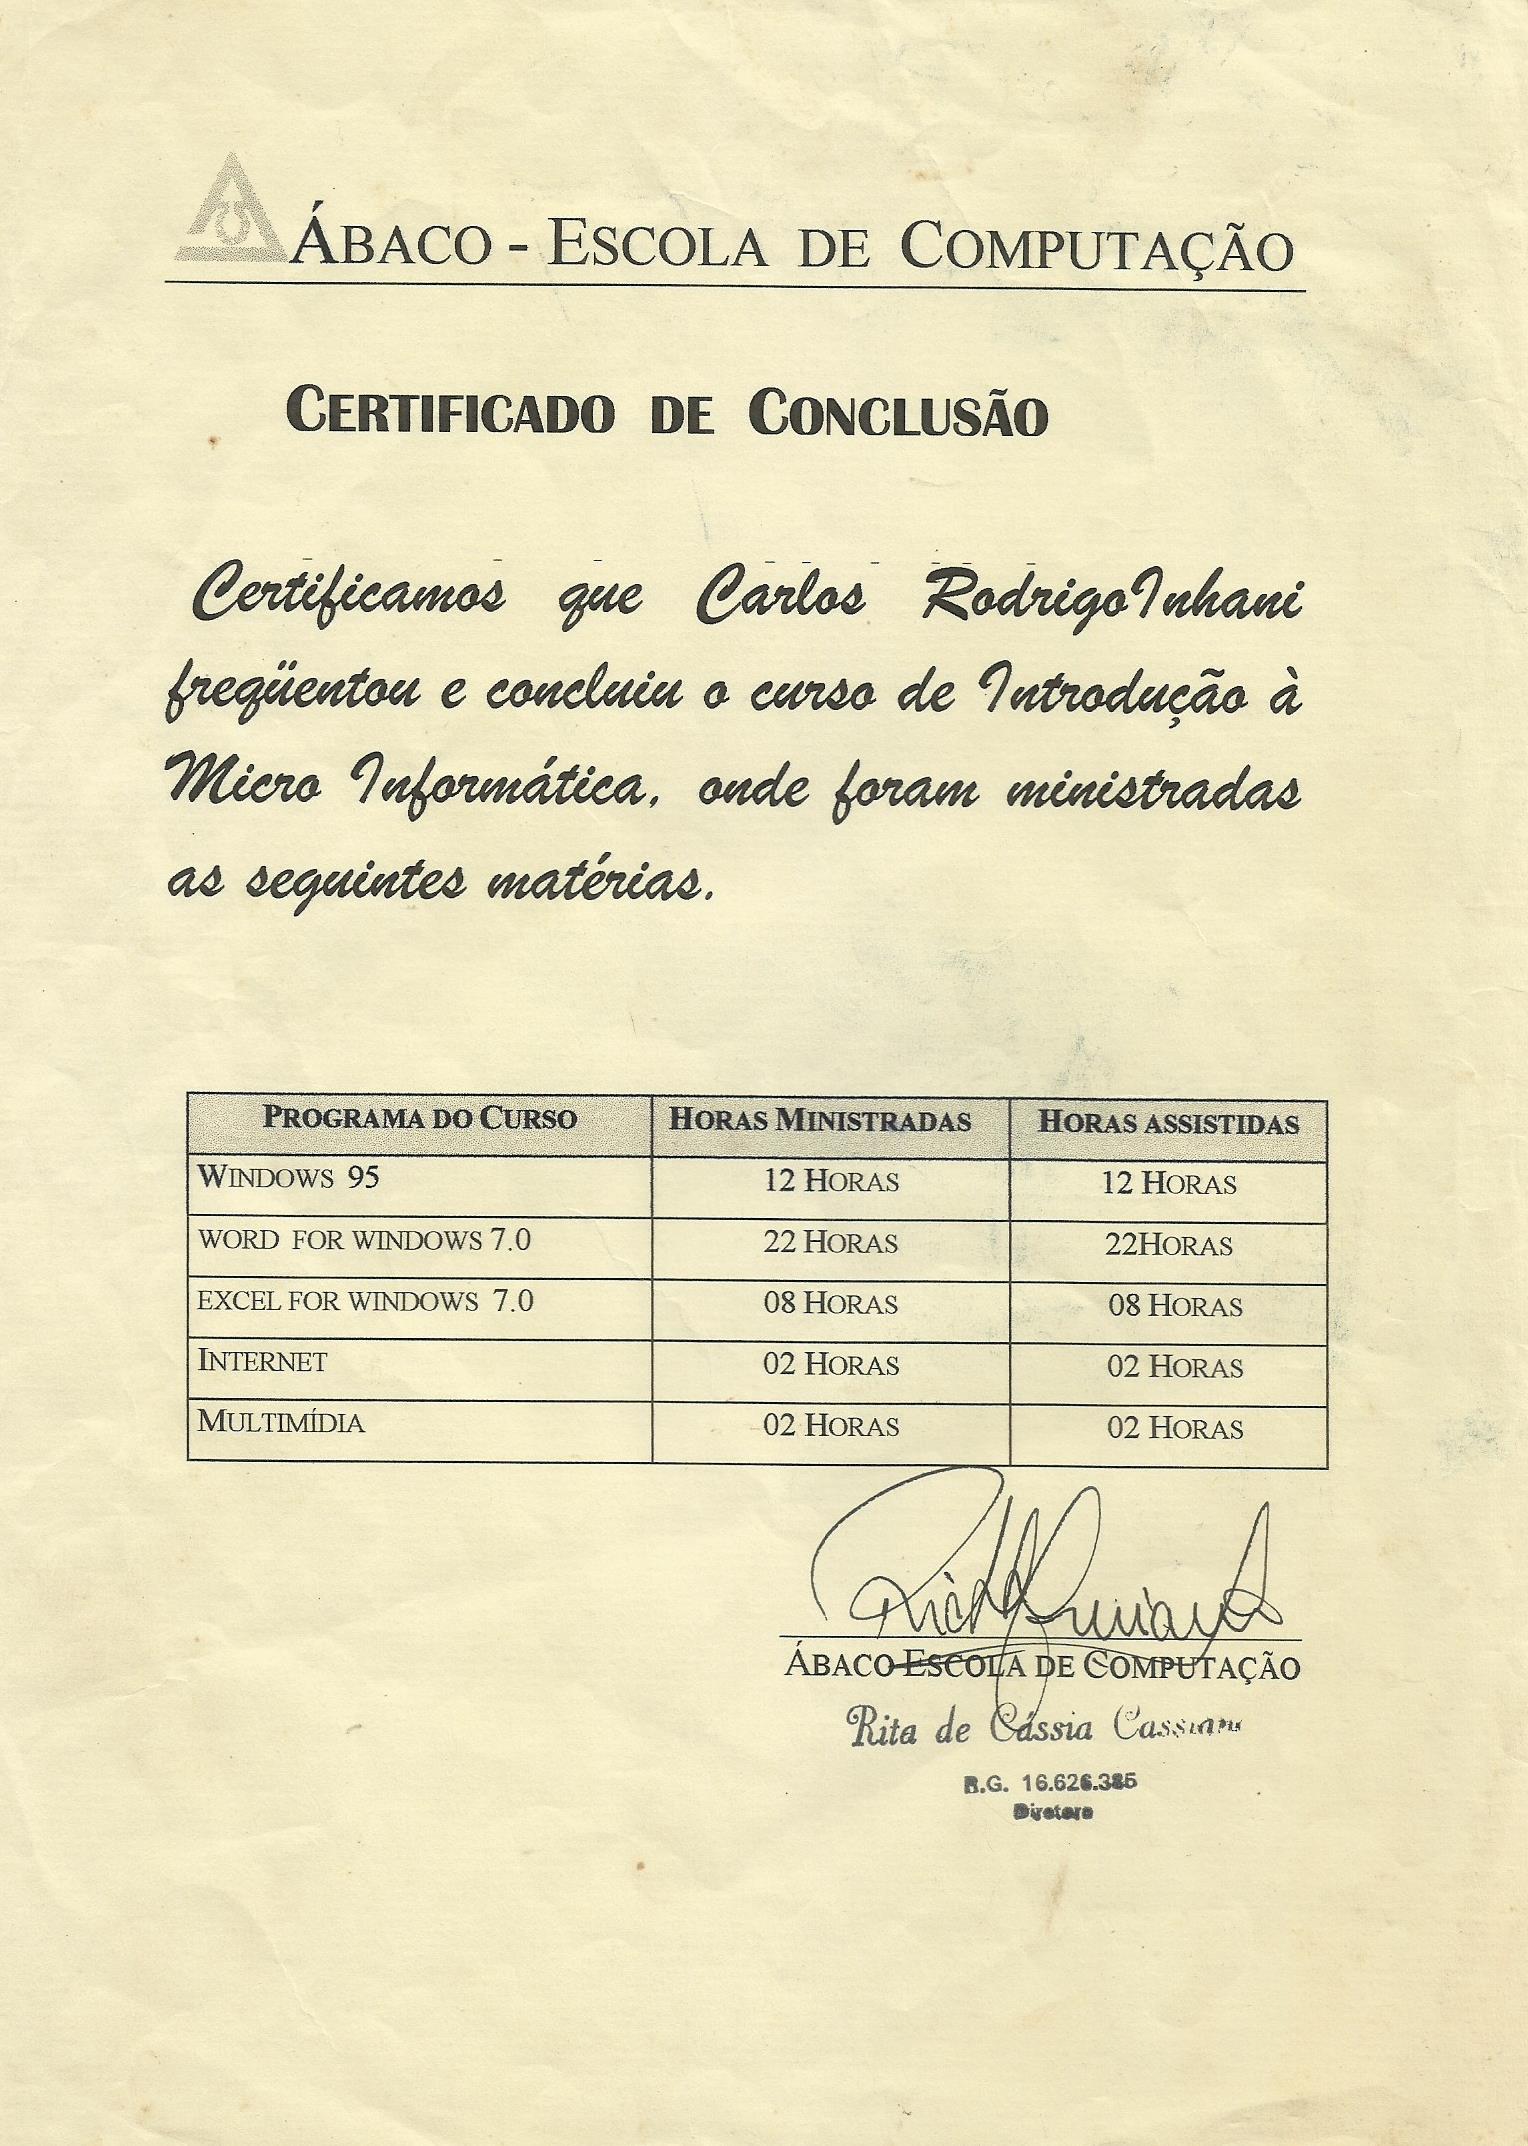 ÁBACO - ESCOLA DE COMPUTAÇÃO
CERTIFICADO DE CONCLUSÃO
Certificamos que Carlos RodrigoInhani
freqüentou e concluiu o curso de Introdução à
Micro Informática, onde foram ministradas
as seguintes matérias.
PROGRAMA DO CURSO HORAS MINISTRADAS HORAS ASSISTIDAS
WINDOWS 95 12 HORAS 12 HORAS
WORD FOR WINDOWS 7.0 22 HORAS 22HORAS
EXCEL FOR WINDOWS 7.0 08 HORAS 08 HORAS
INTERNET 02 HORAS 02 HORAS
MULTIMÍDIA 02 HORAS 02 HORAS
ÁBACO ESCOLA DE COMPUTAÇÃO
Rita de Cássia Cassiani
R.G. 16.626.385
Diretora